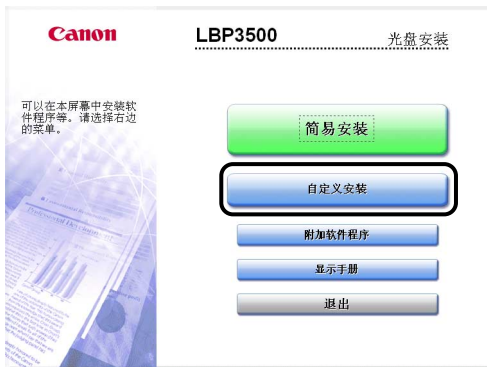 Canon
LBP3500
光盘安装
可以在本屏幕中安装软
件程序等。请选择右边
的菜单。
简易安装
自定义安装
附加软件程序
显示手册
退出